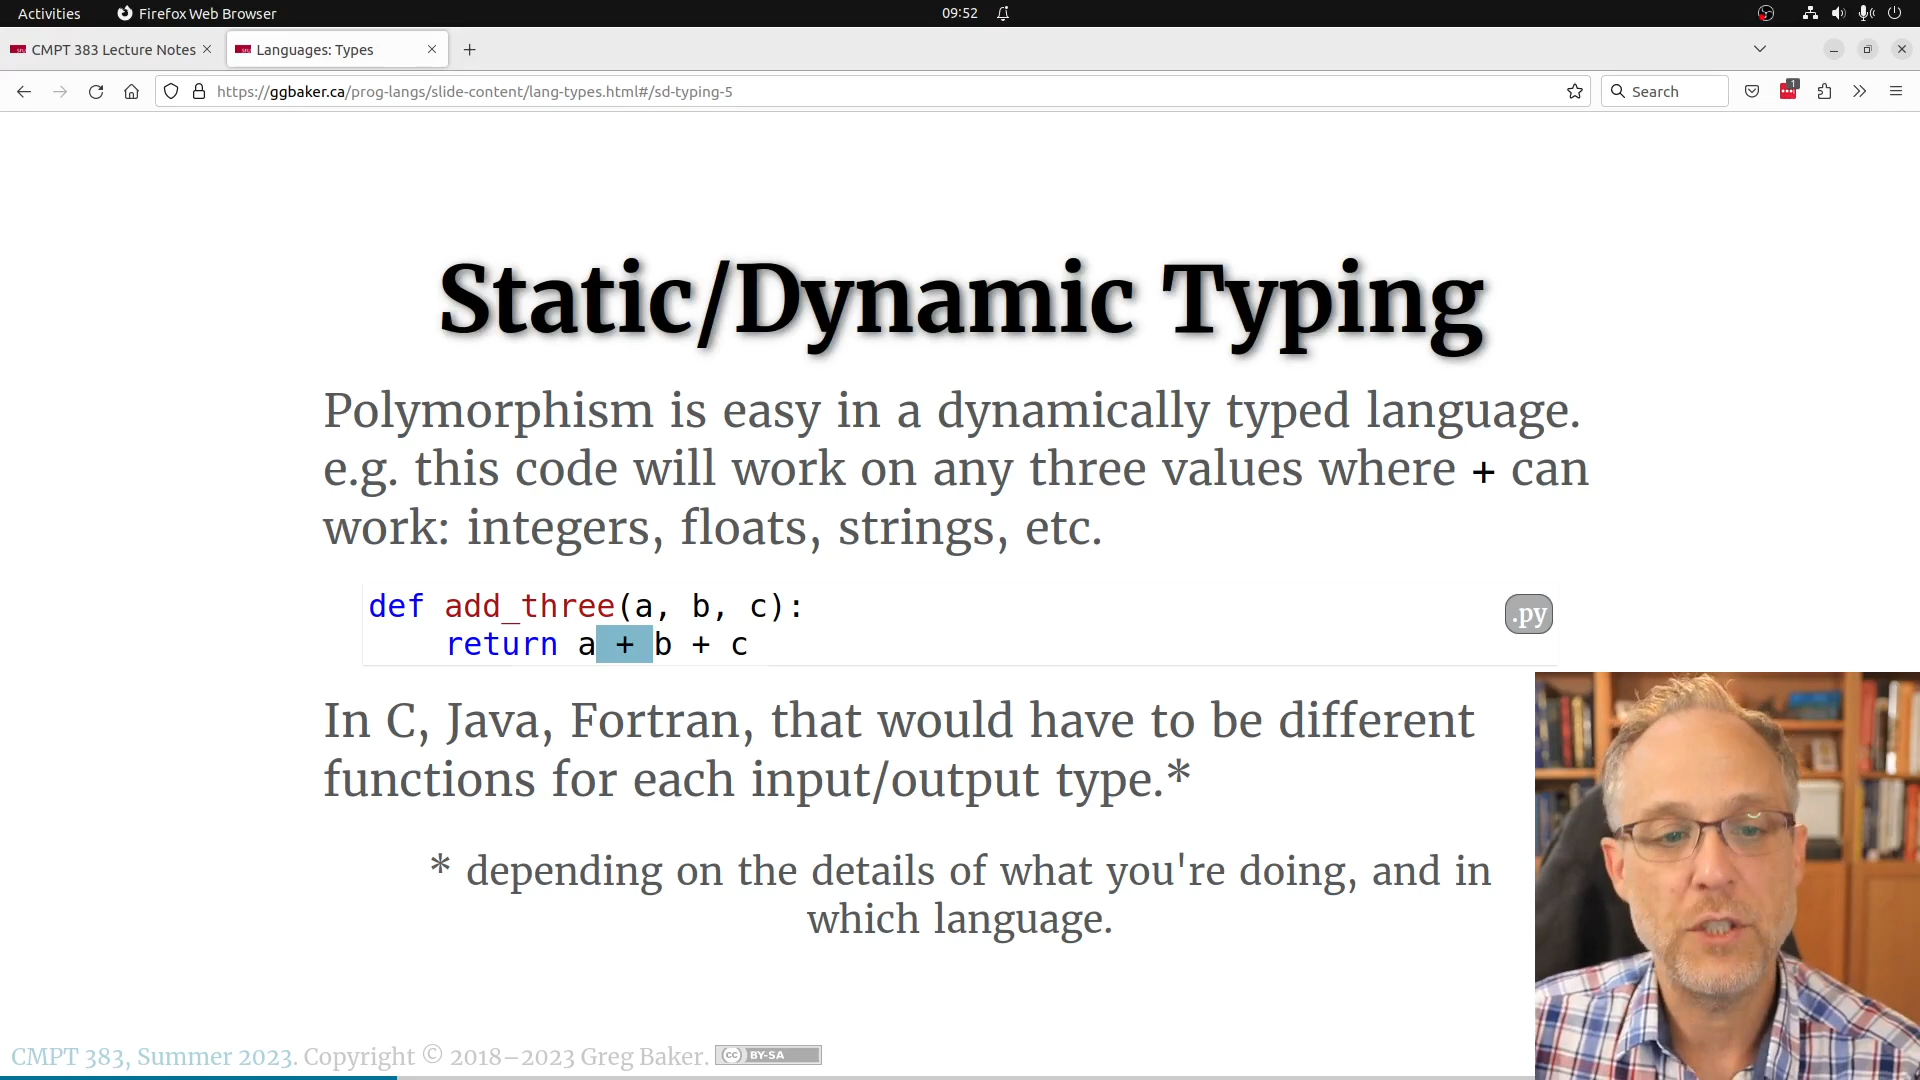 Activities
Firefox Web Browser
09:52
CMPT 383 Lecture Notes
Languages: Types
https://ggbaker.ca/prog-langs/slide-content/lang-types.html#/sd-typing-5
Search
1
Static/Dynamic Typing
Polymorphism is easy in a dynamically typed language.
e.g. this code will work on any three values where + can
work: integers, floats, strings, etc.
def add_three(a, b, c):
    return a + b + c
.py
In C, Java, Fortran, that would have to be different
functions for each input/output type.*
* depending on the details of what you're doing, and in
which language.
CMPT 383, Summer 2023. Copyright © 2018–2023 Greg Baker.
cc BY-SA